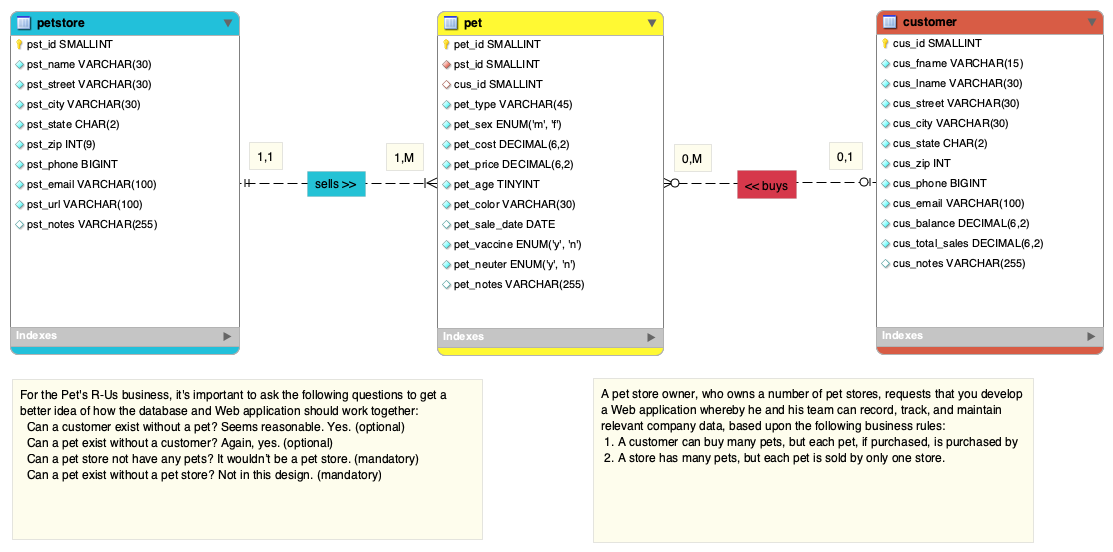 petstore
pst_id SMALLINT
pst_name VARCHAR(30)
pst_street VARCHAR(30)
pst_city VARCHAR(30)
pst_state CHAR(2)
pst_zip INT(9)
pst_phone BIGINT
pst_email VARCHAR(100)
pst_url VARCHAR(100)
pst_notes VARCHAR(255)
Indexes
1,1
sells >>
1,M
pet
pet_id SMALLINT
pst_id SMALLINT
cus_id SMALLINT
pet_type VARCHAR(45)
pet_sex ENUM('m', 'f')
pet_cost DECIMAL(6,2)
pet_price DECIMAL(6,2)
pet_age TINYINT
pet_color VARCHAR(30)
pet_sale_date DATE
pet_vaccine ENUM('y', 'n')
pet_neuter ENUM('y', 'n')
pet_notes VARCHAR(255)
Indexes
0,M
<< buys
0,1
customer
cus_id SMALLINT
cus_fname VARCHAR(15)
cus_lname VARCHAR(30)
cus_street VARCHAR(30)
cus_city VARCHAR(30)
cus_state CHAR(2)
cus_zip INT
cus_phone BIGINT
cus_email VARCHAR(100)
cus_balance DECIMAL(6,2)
cus_total_sales DECIMAL(6,2)
cus_notes VARCHAR(255)
Indexes
For the Pet's R-Us business, it's important to ask the following questions to get a
better idea of how the database and Web application should work together:
Can a customer exist without a pet? Seems reasonable. Yes. (optional)
Can a pet exist without a customer? Again, yes. (optional)
Can a pet store not have any pets? It wouldn't be a pet store. (mandatory)
Can a pet exist without a pet store? Not in this design. (mandatory)
A pet store owner, who owns a number of pet stores, requests that you develop
a Web application whereby he and his team can record, track, and maintain
relevant company data, based upon the following business rules:
1. A customer can buy many pets, but each pet, if purchased, is purchased by
2. A store has many pets, but each pet is sold by only one store.